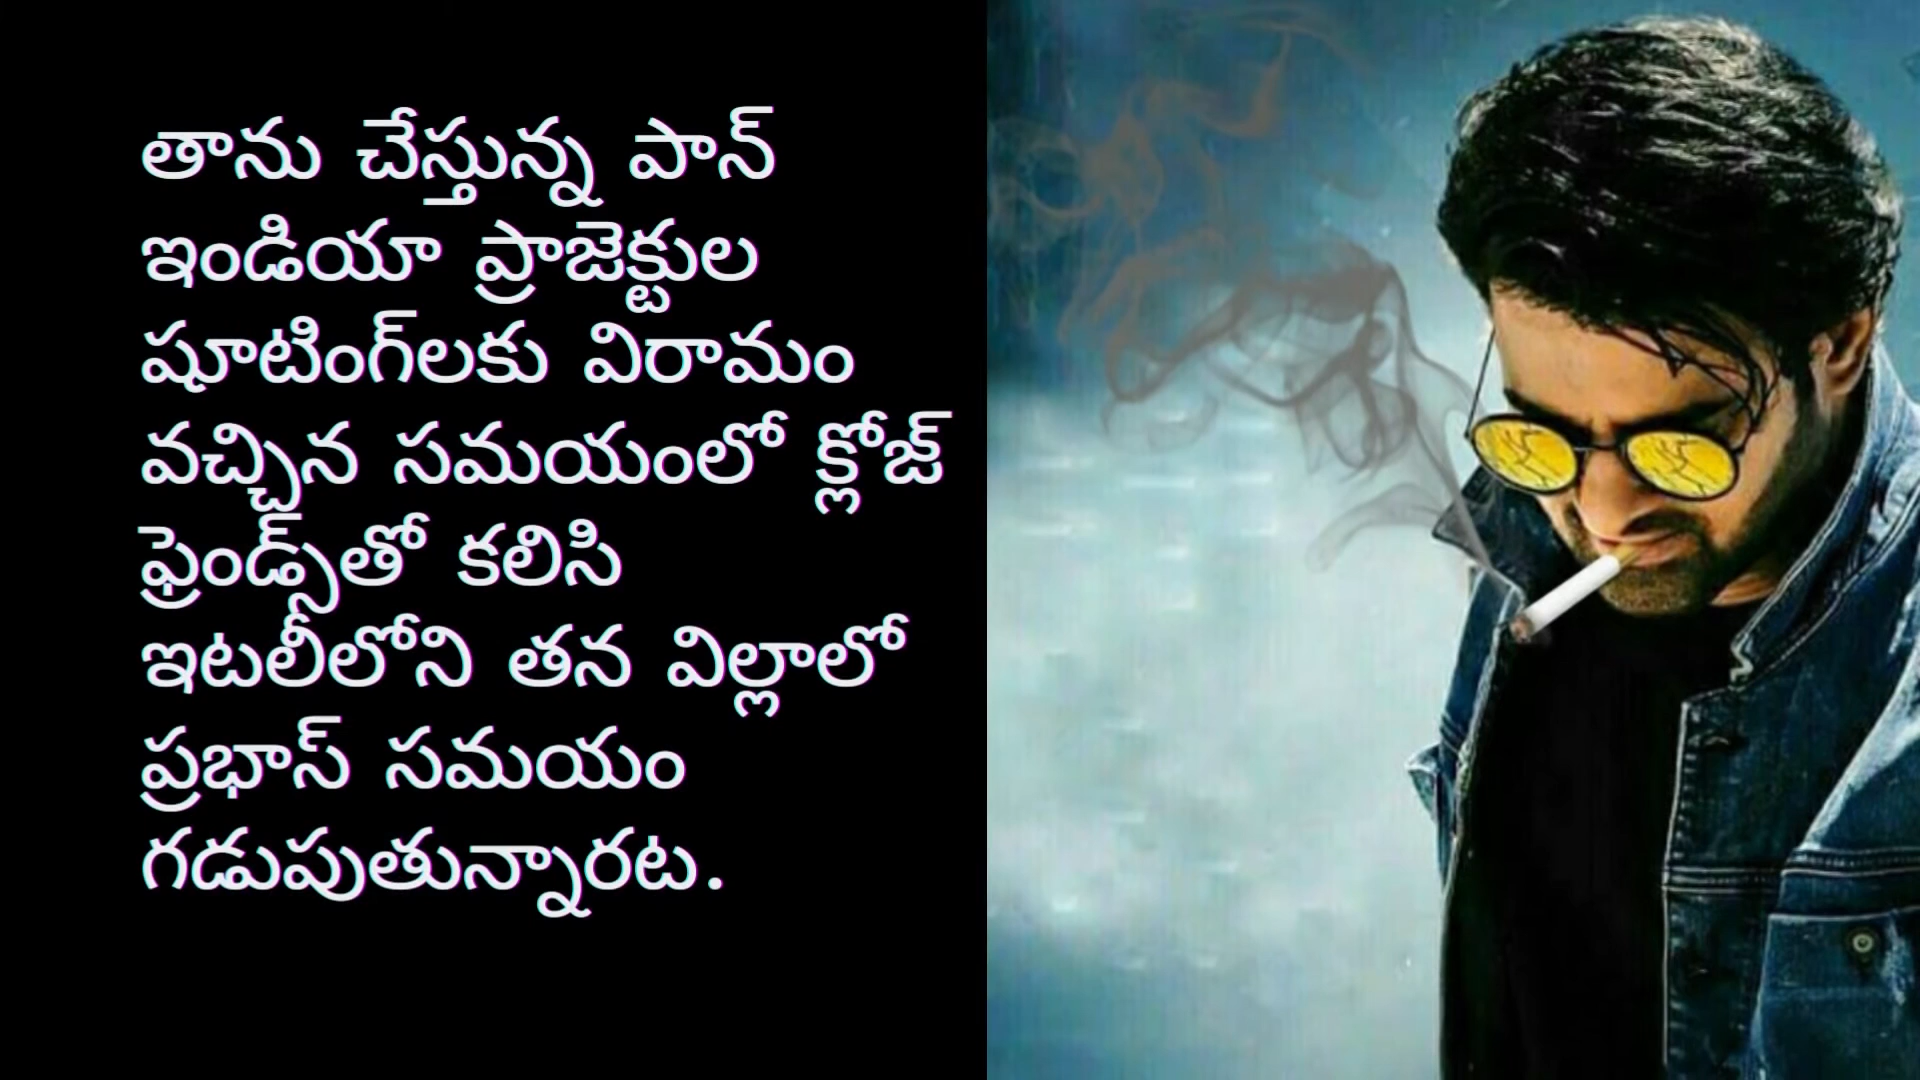 తాను చేస్తున్న పాన్
ఇండియా ప్రాజెక్టుల
షూటింగ్‌లకు విరామం
వచ్చిన సమయంలో క్లోజ్
ఫ్రెండ్స్‌తో కలిసి
ఇటలీలోని తన విల్లాలో
ప్రభాస్ సమయం
గడుపుతున్నారట.